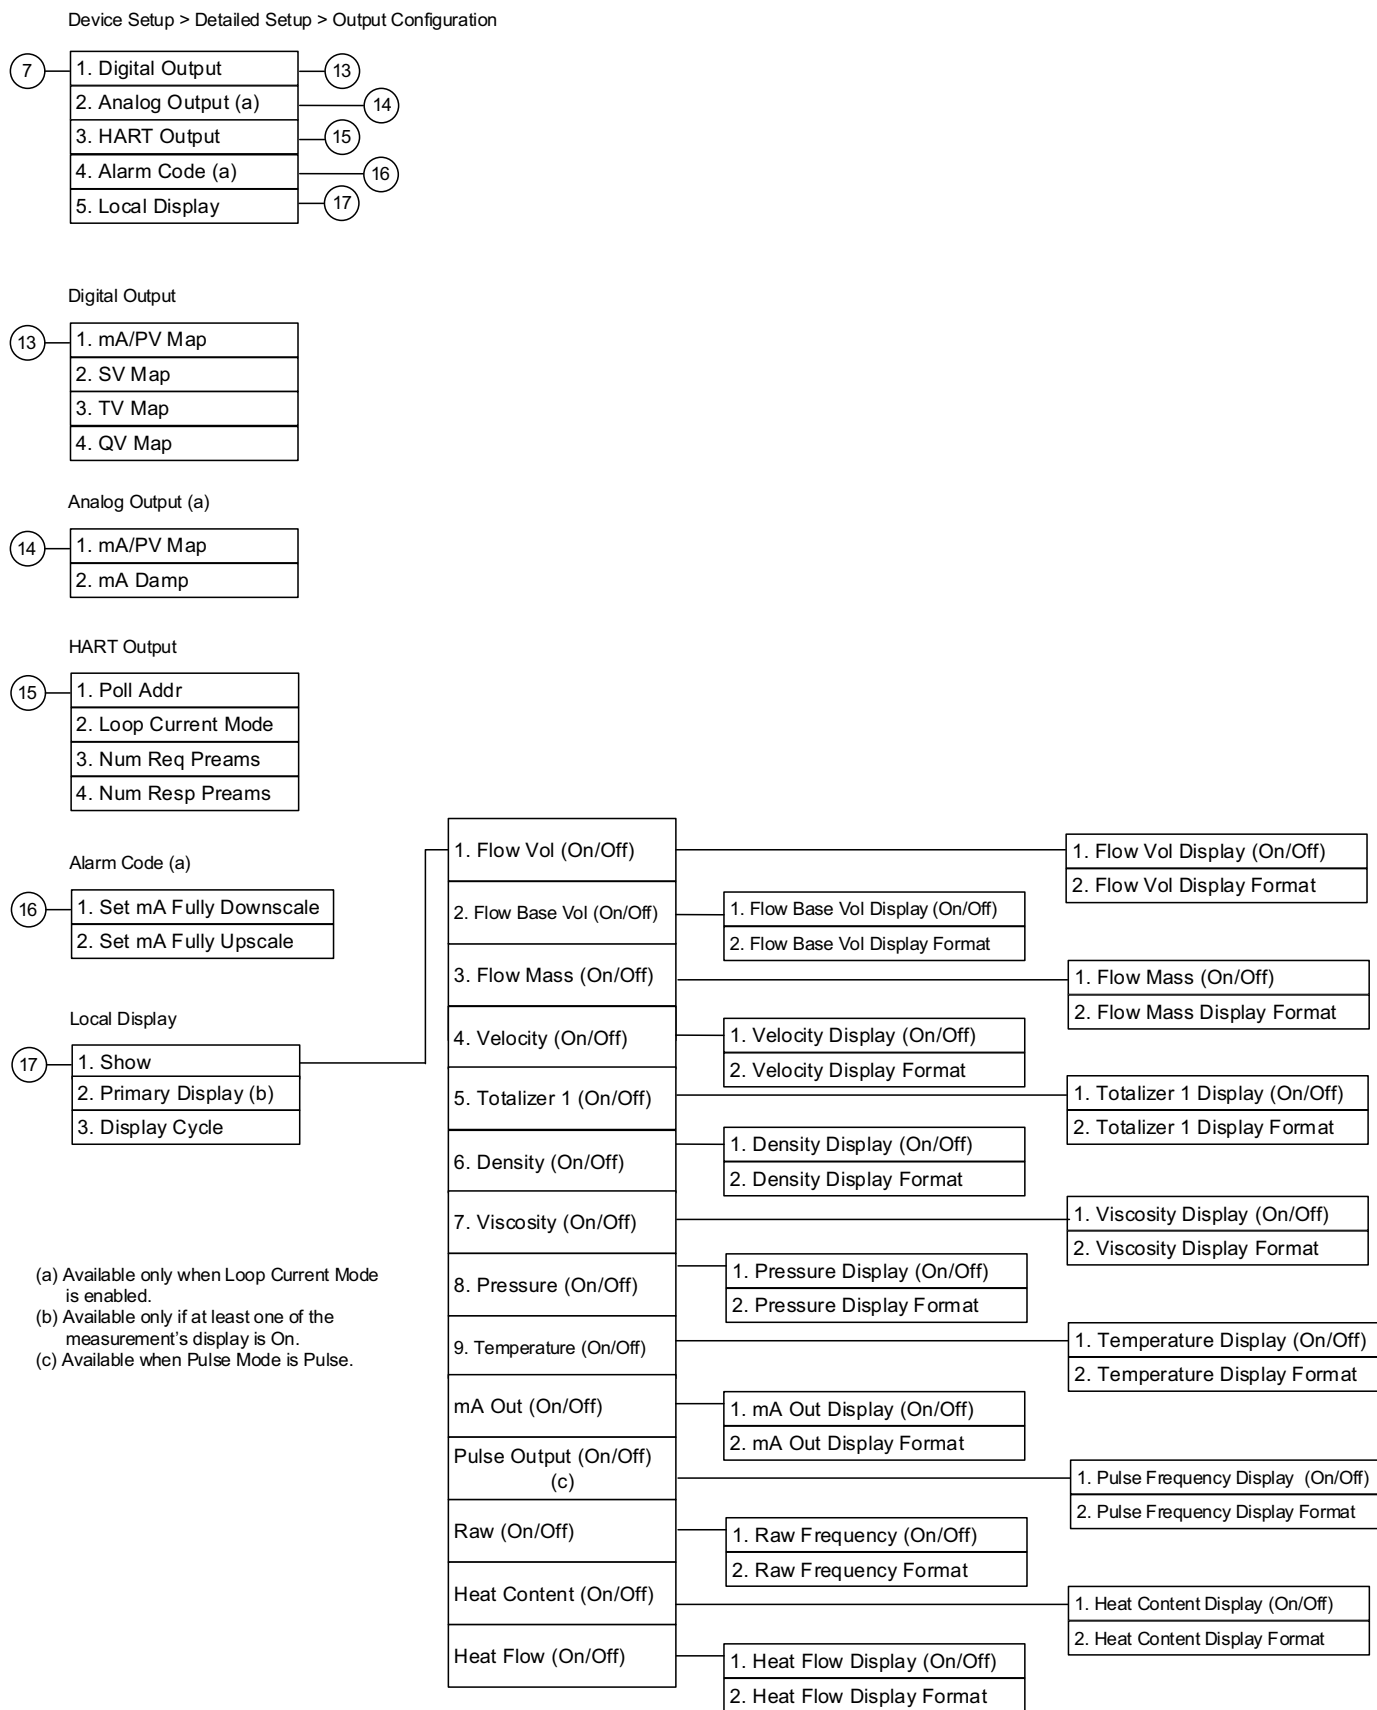 Device Setup > Detailed Setup > Output Configuration
7
1. Digital Output
13
2. Analog Output (a)
14
3. HART Output
15
4. Alarm Code (a)
16
5. Local Display
17
Digital Output
13
1. mA/PV Map
2. SV Map
3. TV Map
4. QV Map
Analog Output (a)
14
1. mA/PV Map
2. mA Damp
HART Output
15
1. Poll Addr
2. Loop Current Mode
3. Num Req Preams
4. Num Resp Preams
Alarm Code (a)
16
1. Set mA Fully Downscale
2. Set mA Fully Upscale
Local Display
17
1. Show
2. Primary Display (b)
3. Display Cycle
1. Flow Vol (On/Off)
2. Flow Base Vol (On/Off)
3. Flow Mass (On/Off)
4. Velocity (On/Off)
5. Totalizer 1 (On/Off)
6. Density (On/Off)
7. Viscosity (On/Off)
8. Pressure (On/Off)
9. Temperature (On/Off)
mA Out (On/Off)
Pulse Output (On/Off)
(c)
Raw (On/Off)
Heat Content (On/Off)
Heat Flow (On/Off)
1. Flow Vol Display (On/Off)
2. Flow Vol Display Format
1. Flow Base Vol Display (On/Off)
2. Flow Base Vol Display Format
1. Flow Mass (On/Off)
2. Flow Mass Display Format
1. Velocity Display (On/Off)
2. Velocity Display Format
1. Totalizer 1 Display (On/Off)
2. Totalizer 1 Display Format
1. Density Display (On/Off)
2. Density Display Format
1. Viscosity Display (On/Off)
2. Viscosity Display Format
1. Pressure Display (On/Off)
2. Pressure Display Format
1. Temperature Display (On/Off)
2. Temperature Display Format
1. mA Out Display (On/Off)
2. mA Out Display Format
1. Pulse Frequency Display (On/Off)
2. Pulse Frequency Display Format
1. Raw Frequency (On/Off)
2. Raw Frequency Format
1. Heat Content Display (On/Off)
2. Heat Content Display Format
1. Heat Flow Display (On/Off)
2. Heat Flow Display Format
(a) Available only when Loop Current Mode
is enabled.
(b) Available only if at least one of the
measurement's display is On.
(c) Available when Pulse Mode is Pulse.